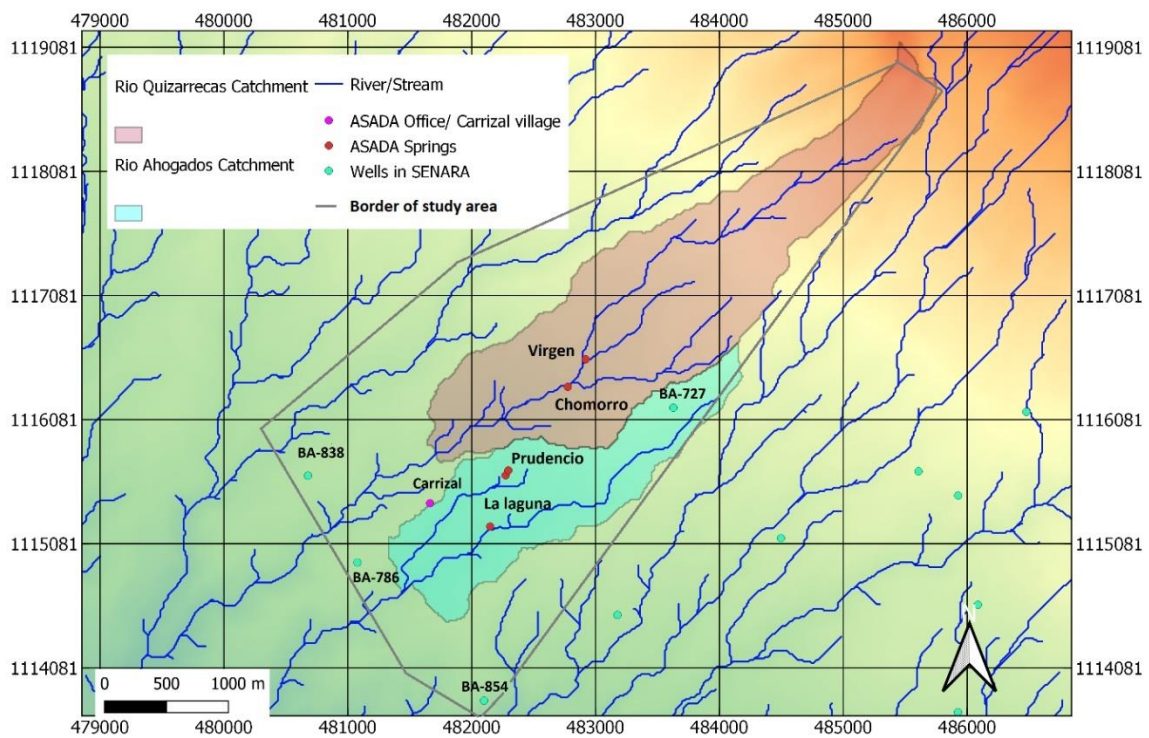 479000 480000 481000 482000 483000 484000 485000 486000
1119081 1119081
Rio Quizarrecas Catchment
River/Stream
ASADA Office/ Carrizal village
Rio Ahogados Catchment
ASADA Springs
Wells in SENARA
1118081 1118081
Border of study area
1117081 1117081
Virgen
Chomorro
BA-727
1116081 1116081
BA-838
Prudencio
Carrizal
La laguna
1115081 1115081
BA-786
N
1114081 1114081
BA-854
0 500 1000 m
479000 480000 481000 482000 483000 484000 485000 486000